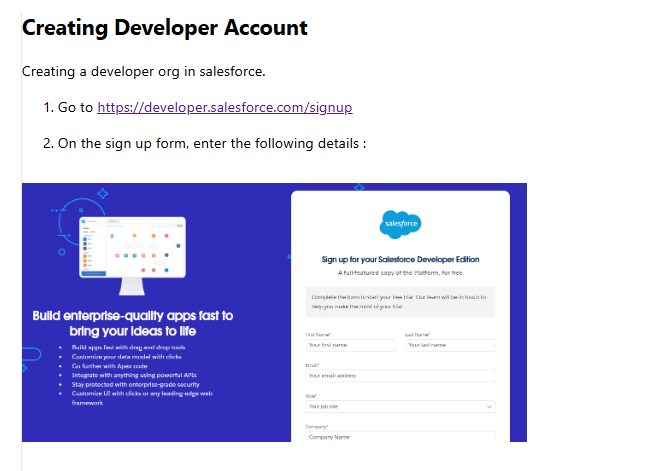 Creating Developer Account
Creating a developer org in salesforce.
1. Go to https://developer.salesforce.com/signup
2. On the sign up form, enter the following details :
salesforce
Sign up for your Salesforce Developer Edition
A full-featured copy of the Platform, for free
Complete the form to start your free trial. Our team will be in touch to
help you make the most of your trial
First Name*
Last Name*
Your first name
Your last name
Email*
Your email address
Role*
Your job role
Company*
Company Name
Build enterprise-quality apps fast to
bring your ideas to life
• Build apps fast with drag and drop tools
• Customize your data model with clicks
• Go further with Apex code
• Integrate with anything using powerful APIs
• Stay protected with enterprise-grade security
• Customize UI with clicks or any leading-edge web
framework